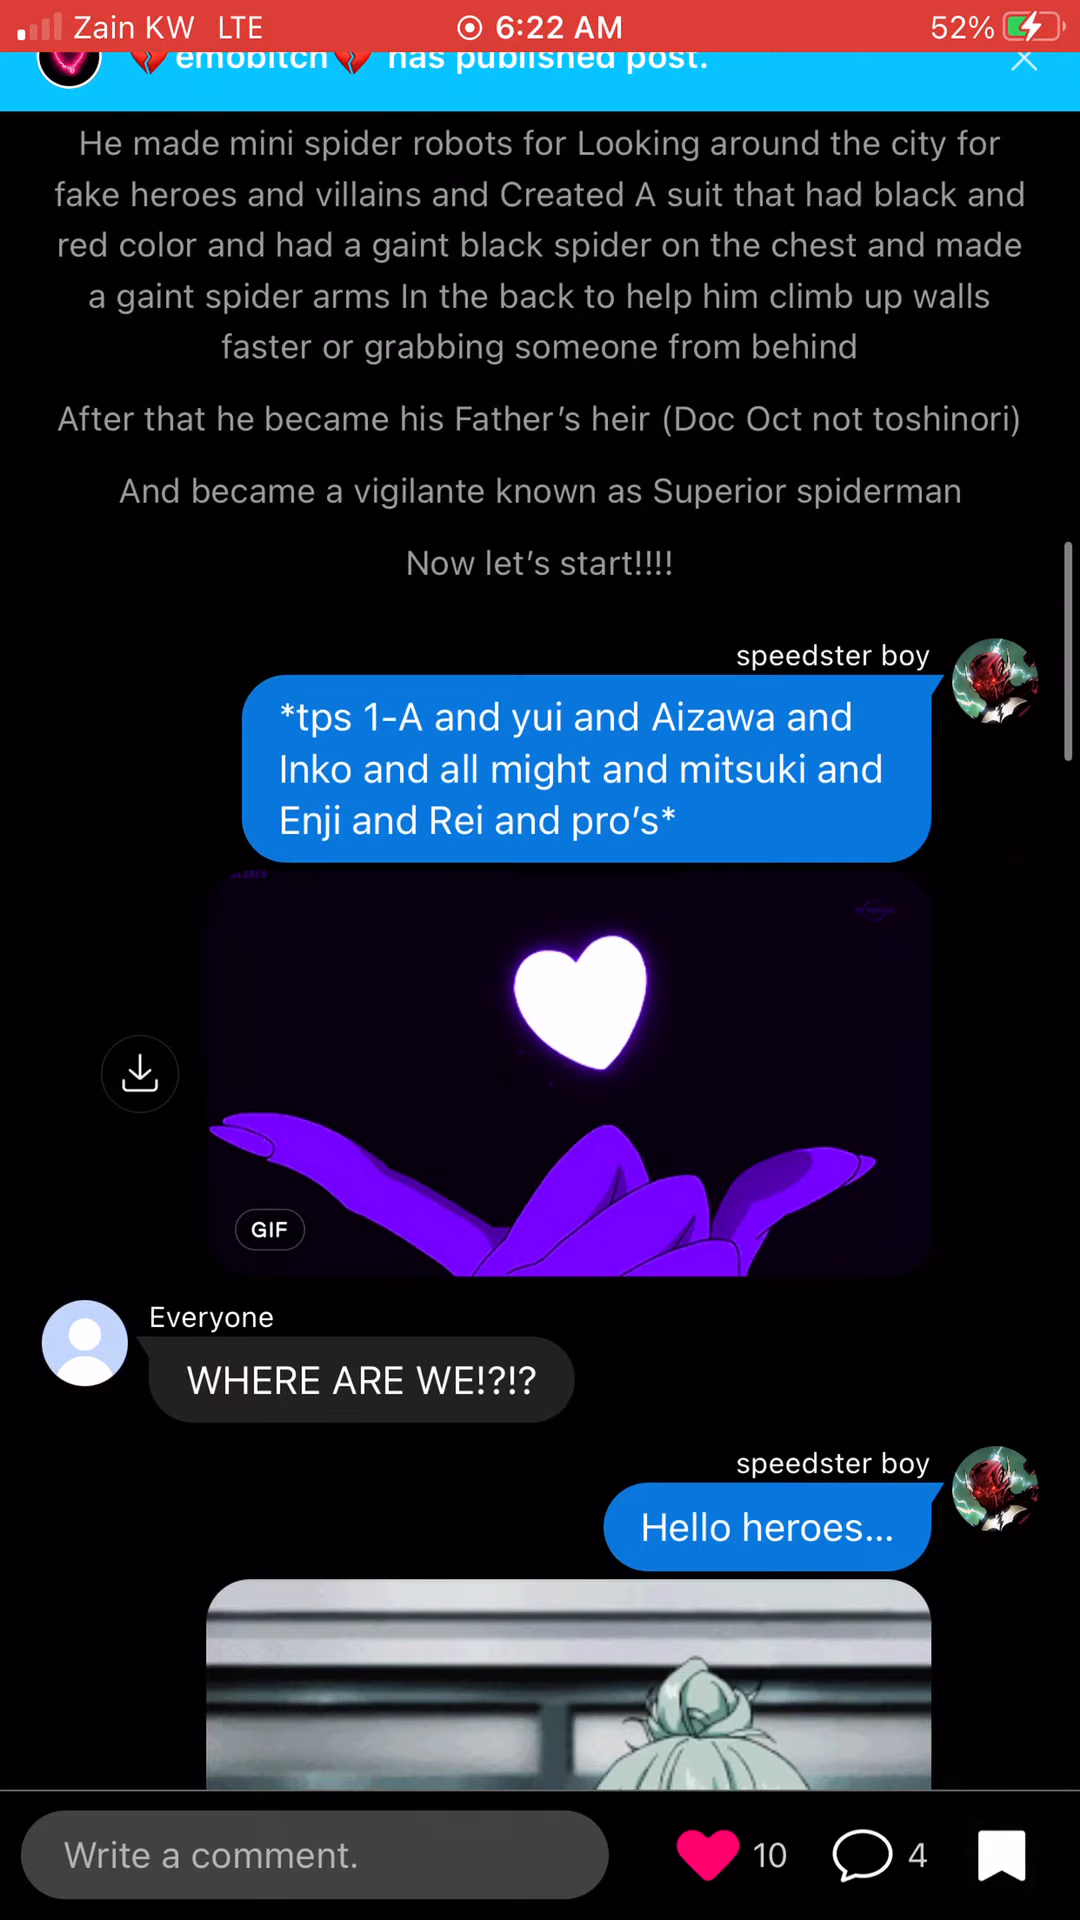 Zain KW LTE 6:22 AM 52%
emobitch has published post.
He made mini spider robots for Looking around the city for
fake heroes and villains and Created A suit that had black and
red color and had a gaint black spider on the chest and made
a gaint spider arms In the back to help him climb up walls
faster or grabbing someone from behind
After that he became his Father’s heir (Doc Oct not toshinori)
And became a vigilante known as Superior spiderman
Now let’s start!!!!
speedster boy
*tps 1-A and yui and Aizawa and
Inko and all might and mitsuki and
Enji and Rei and pro’s*
GIF
Everyone
WHERE ARE WE!?!?
speedster boy
Hello heroes...
Write a comment. 10 4